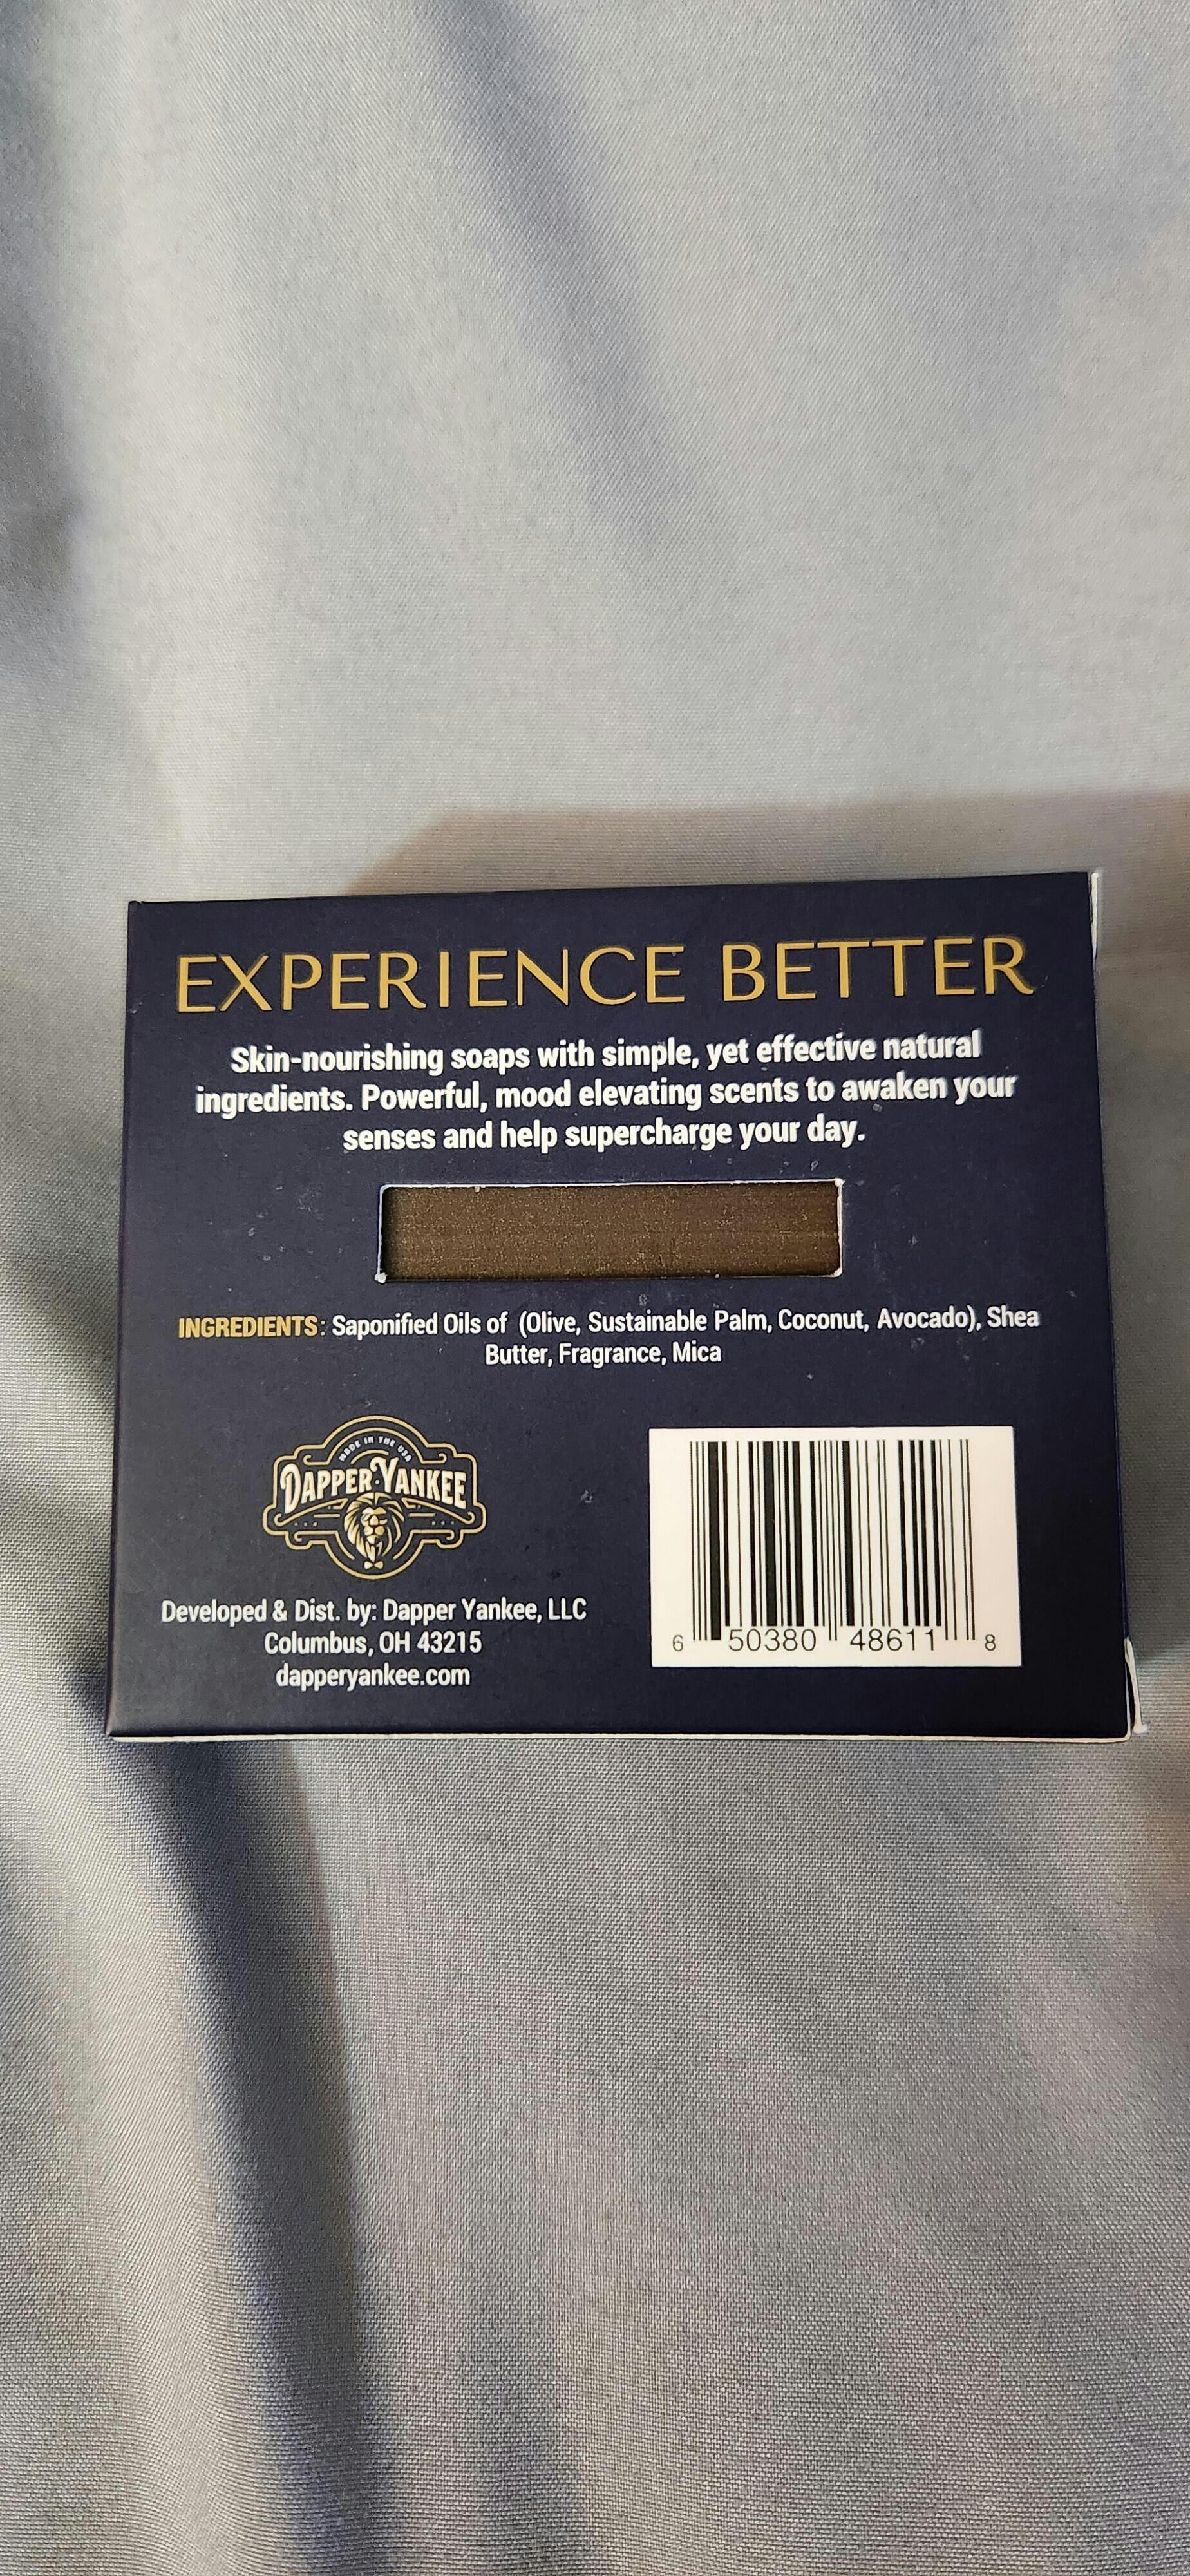 EXPERIENCE BETTER
Skin-nourishing soaps with simple, yet effective natural
ingredients. Powerful, mood elevating scents to awaken your
senses and help supercharge your day.
INGREDIENTS: Saponified Oils of (Olive, Sustainable Palm, Coconut, Avocado), Shea
Butter, Fragrance, Mica
MADE IN THE USA
DAPPER YANKEE
Developed & Dist. by: Dapper Yankee, LLC
Columbus, OH 43215
dapperyankee.com
6 50380 48611 8